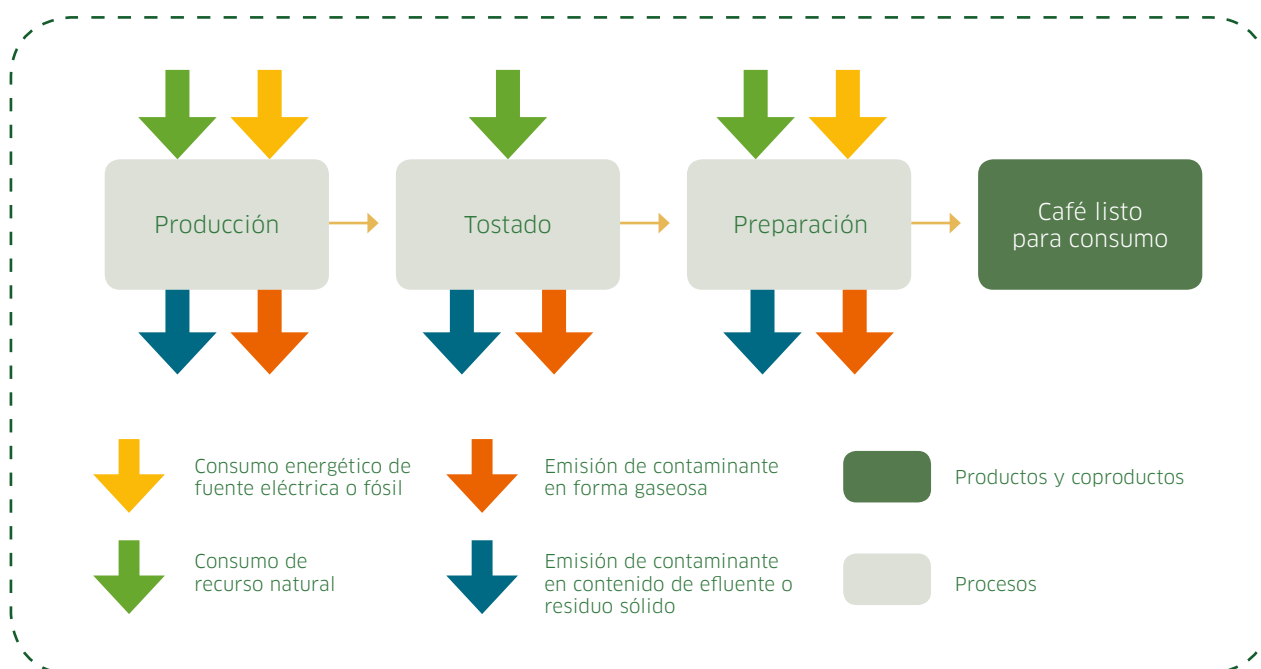 Producción
Tostado
Preparación
Café listo
para consumo
Consumo energético de
fuente eléctrica o fósil
Emisión de contaminante
en forma gaseosa
Productos y coproductos
Consumo de
recurso natural
Emisión de contaminante
en contenido de efluente o
residuo sólido
Procesos